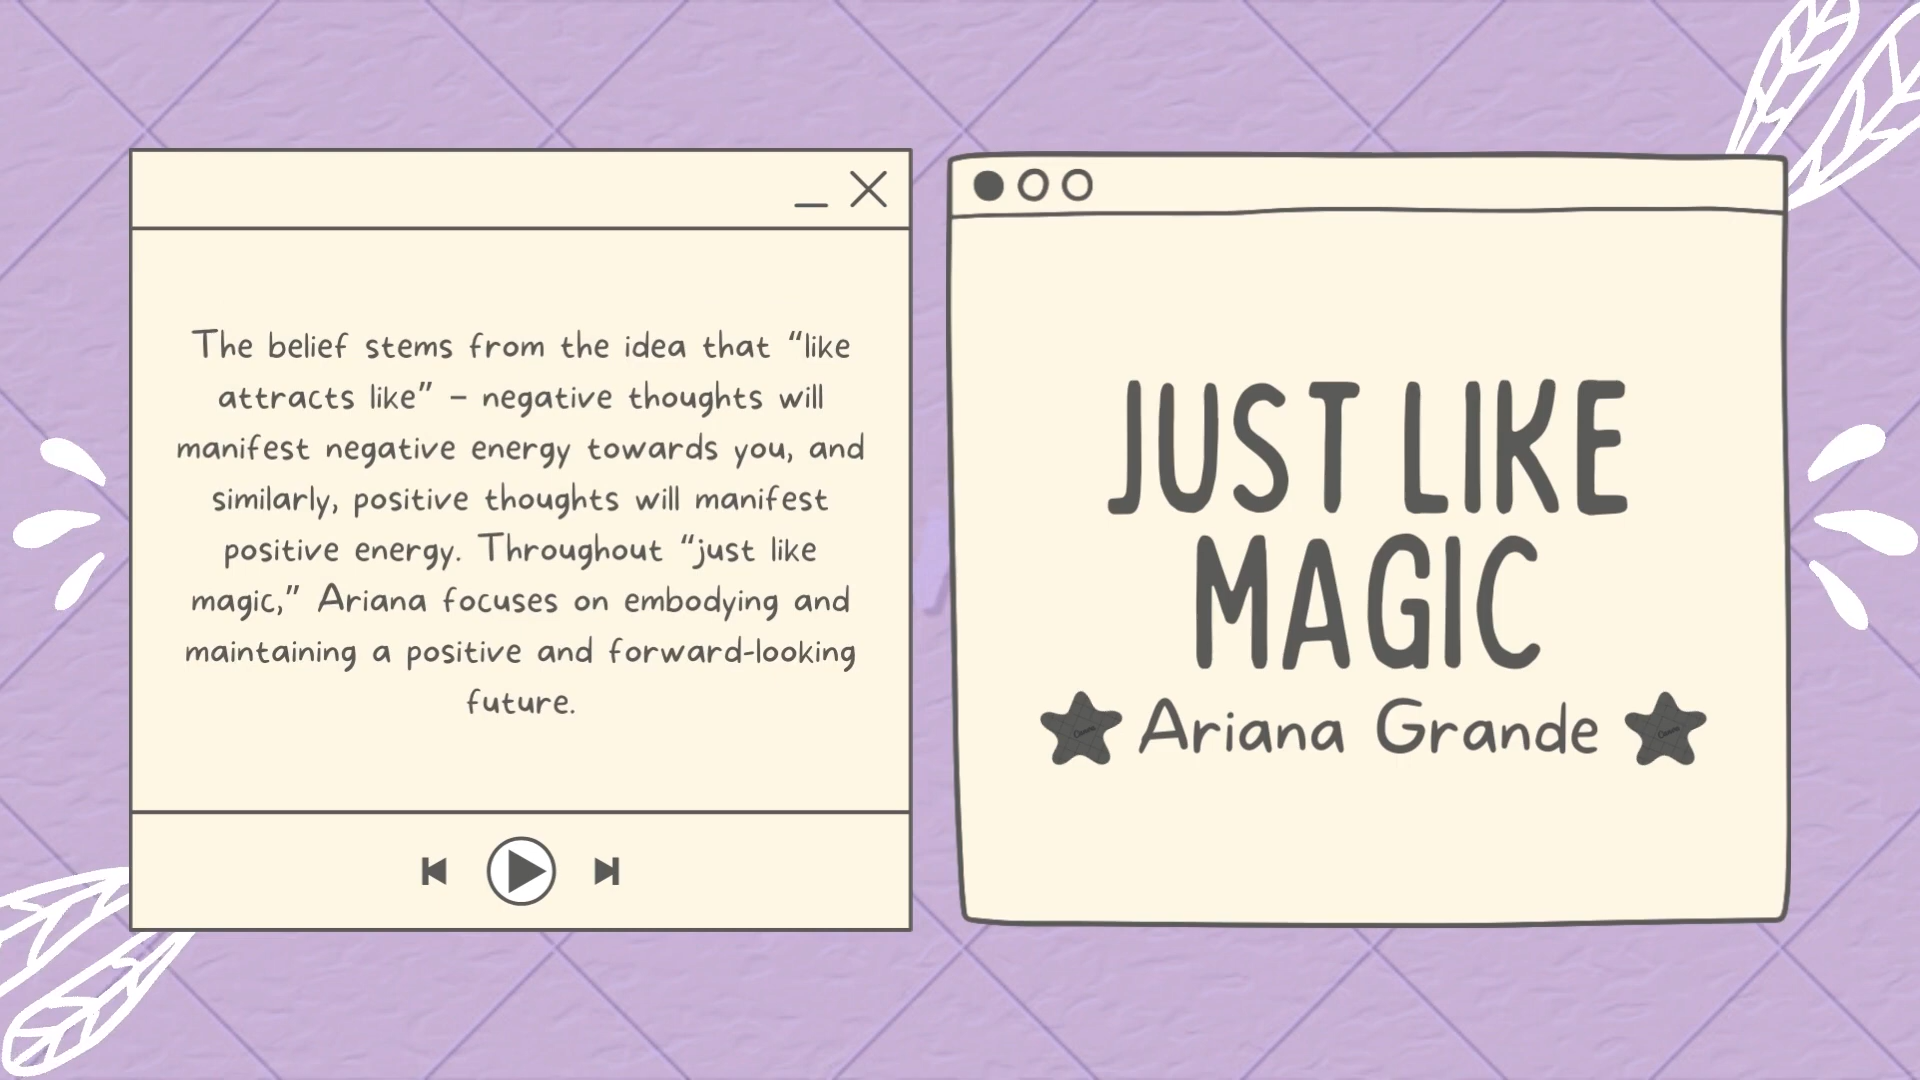 The belief stems from the idea that “like
attracts like” – negative thoughts will
manifest negative energy towards you, and
similarly, positive thoughts will manifest
positive energy. Throughout “just like
magic,” Ariana focuses on embodying and
maintaining a positive and forward-looking
future.
JUST LIKE
MAGIC
Ariana Grande